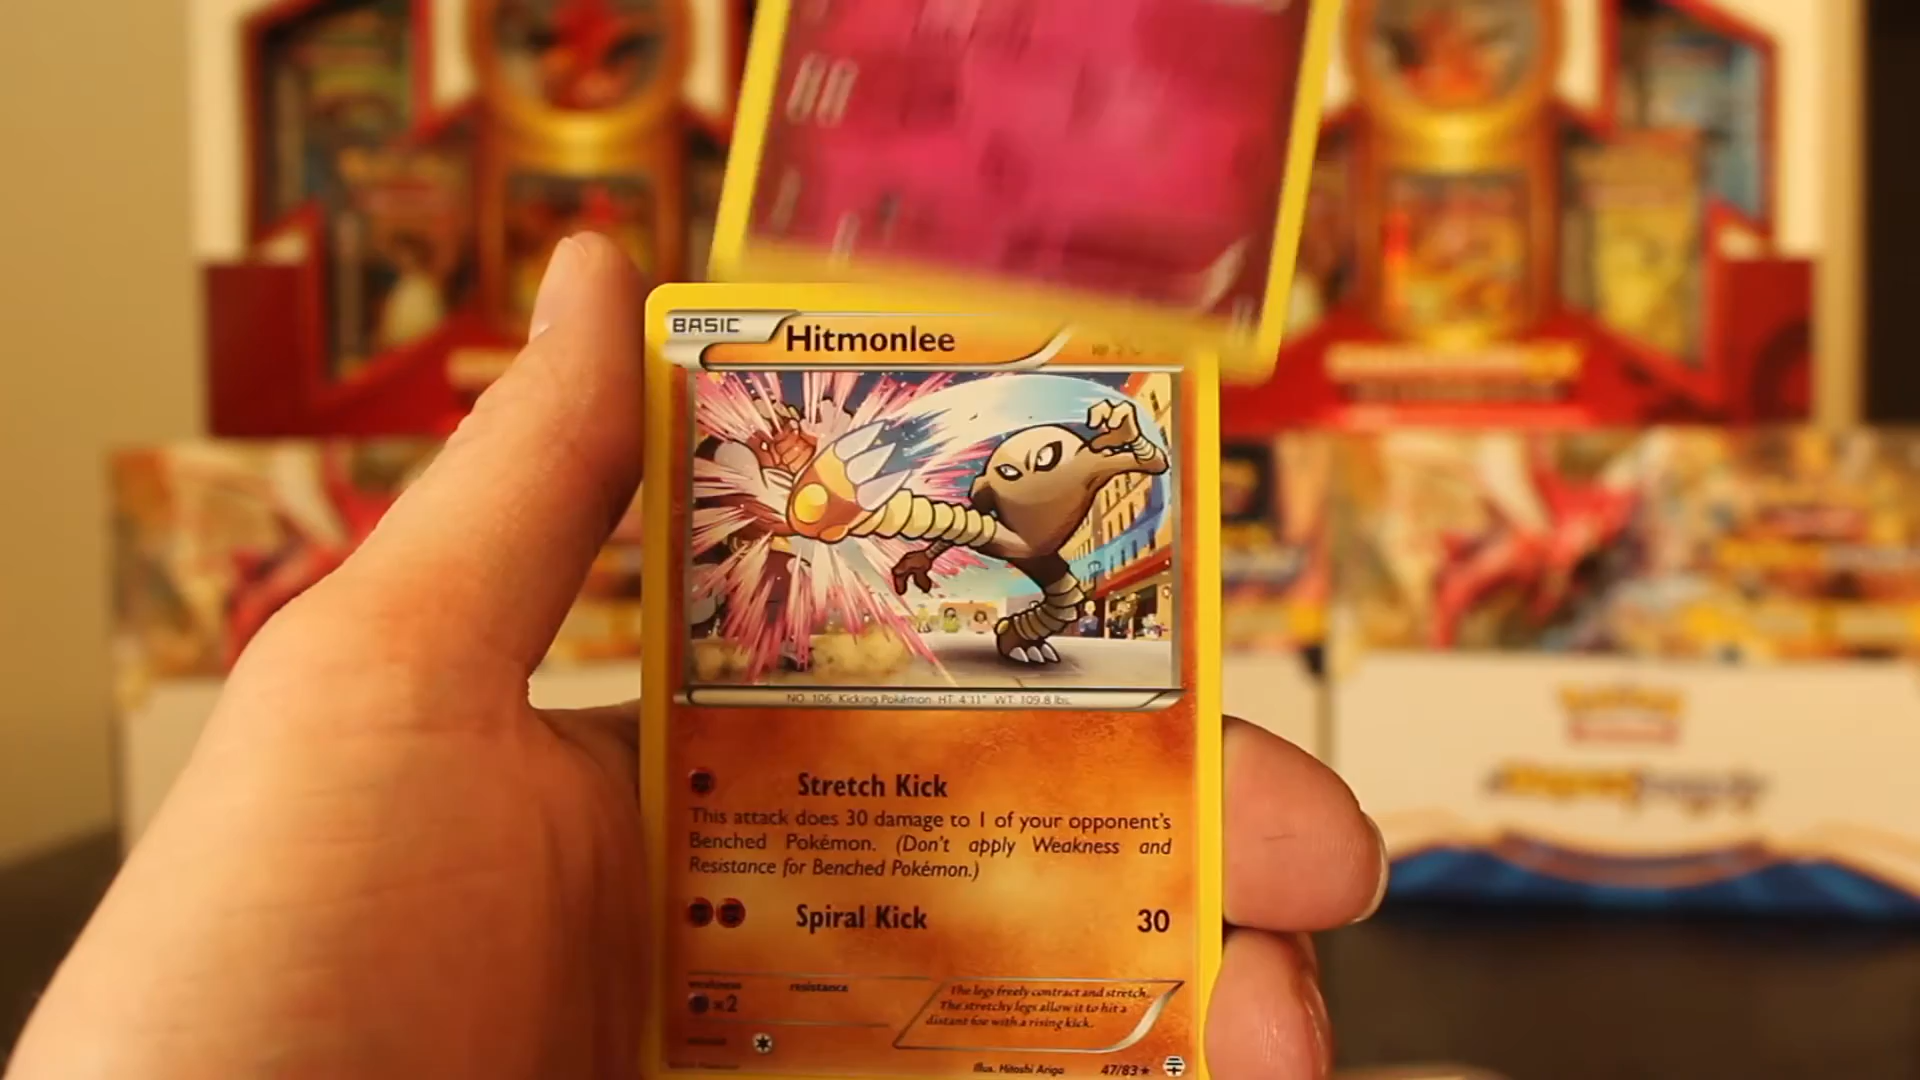 BASIC
Hitmonlee
NO. 106 Kicking Pokémon HT: 4'11" WT: 109.8 lbs.
Stretch Kick
This attack does 30 damage to 1 of your opponent's
Benched Pokémon. (Don't apply Weakness and
Resistance for Benched Pokémon.)
Spiral Kick 30
weakness resistance
×2
The legs freely contract and stretch.
The stretchy legs allow it to hit a
distant foe with a rising kick.
Illus. Hitoshi Ariga 47/83★